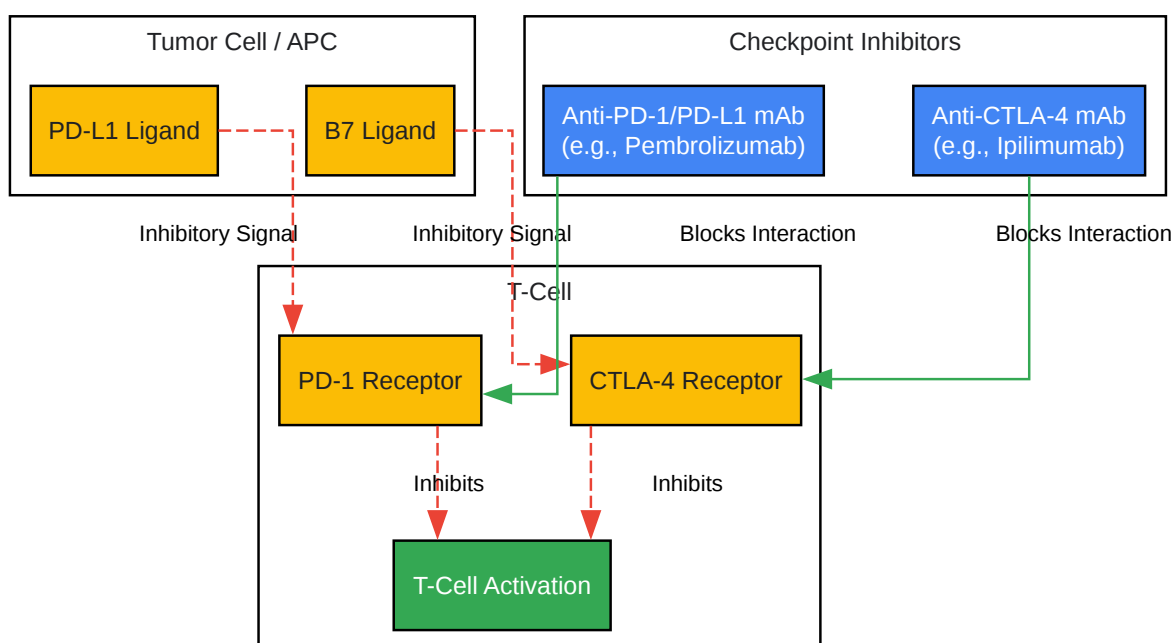 Tumor Cell / APC
Checkpoint Inhibitors
PD-L1 Ligand
B7 Ligand
Anti-PD-1/PD-L1 mAb
(e.g., Pembrolizumab)
Anti-CTLA-4 mAb
(e.g., Ipilimumab)
Inhibitory Signal
Inhibitory Signal
Blocks Interaction
Blocks Interaction
T-Cell
PD-1 Receptor
CTLA-4 Receptor
Inhibits
Inhibits
T-Cell Activation